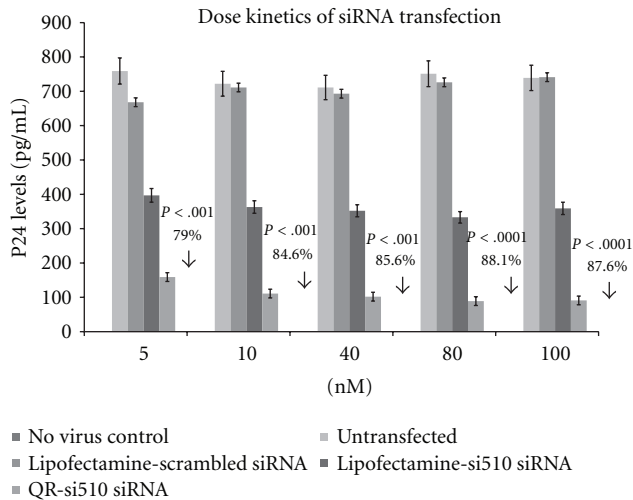 Dose kinetics of siRNA transfection
900
800
700
600
500
400
300
200
100
0
P24 levels (pg/mL)
P < .001
79%
P < .001
84.6%
P < .001
85.6%
P < .0001
88.1%
P < .0001
87.6%
5 10 40 80 100
(nM)
No virus control Untransfected
Lipofectamine-scrambled siRNA Lipofectamine-si510 siRNA
QR-si510 siRNA